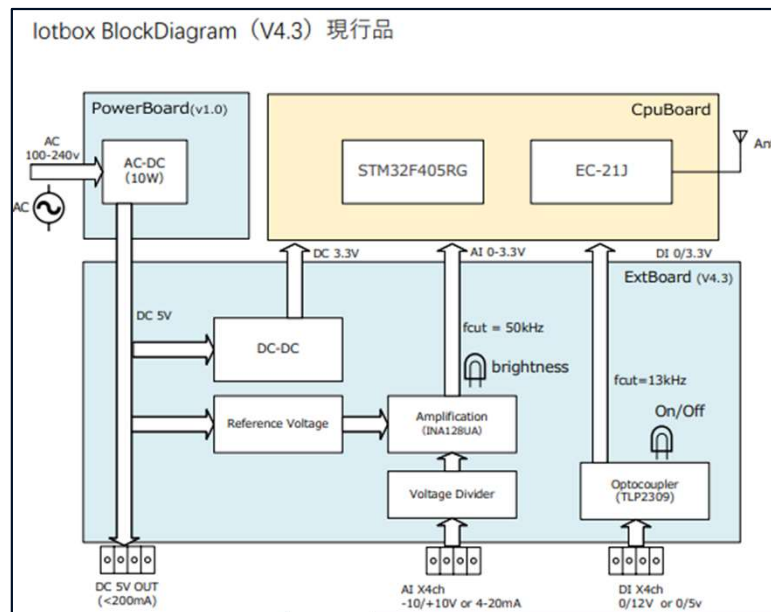 Iotbox BlockDiagram（V4.3）現行品
PowerBoard(v1.0)
CpuBoard
AC
100-240v
AC-DC
(10W)
STM32F405RG
EC-21J
Ant
AC
DC 3.3V
AI 0-3.3V
DI 0/3.3V
ExtBoard (V4.3)
DC 5V
DC-DC
fcut = 50kHz
brightness
fcut=13kHz
On/Off
Reference Voltage
Amplification
(INA128UA)
Voltage Divider
Optocoupler
(TLP2309)
DC 5V OUT
(<200mA)
AI X4ch
-10/+10V or 4-20mA
DI X4ch
0/12V or 0/5v